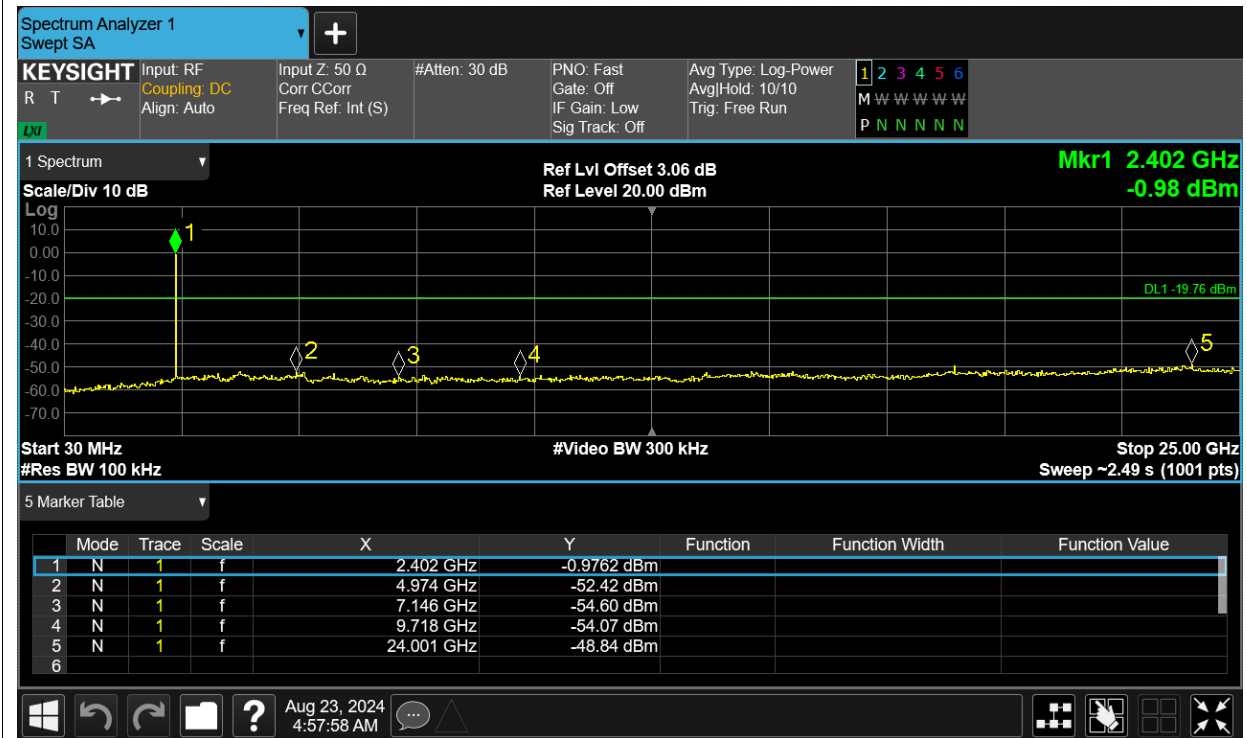 Spectrum Analyzer 1
Swept SA
KEYSIGHT Input: RF Input Z: 50 Ω #Atten: 30 dB PNO: Fast Avg Type: Log-Power 1 2 3 4 5 6
R T Coupling: DC Corr CCorr Gate: Off Avg|Hold: 10/10 M W W W W W
Align: Auto Freq Ref: Int (S) IF Gain: Low Trig: Free Run
LXI Sig Track: Off P N N N N N
1 Spectrum Ref Lvl Offset 3.06 dB Mkr1 2.402 GHz
Scale/Div 10 dB Ref Level 20.00 dBm -0.98 dBm
Log
10.0
1
0.00
-10.0
DL1 -19.76 dBm
-20.0
-30.0
-40.0
2 3 4 5
-50.0
-60.0
-70.0
Start 30 MHz #Video BW 300 kHz Stop 25.00 GHz
#Res BW 100 kHz Sweep ~2.49 s (1001 pts)
5 Marker Table
Mode Trace Scale X Y Function Function Width Function Value
1 N 1 f 2.402 GHz -0.9762 dBm
2 N 1 f 4.974 GHz -52.42 dBm
3 N 1 f 7.146 GHz -54.60 dBm
4 N 1 f 9.718 GHz -54.07 dBm
5 N 1 f 24.001 GHz -48.84 dBm
6
? Aug 23, 2024
4:57:58 AM